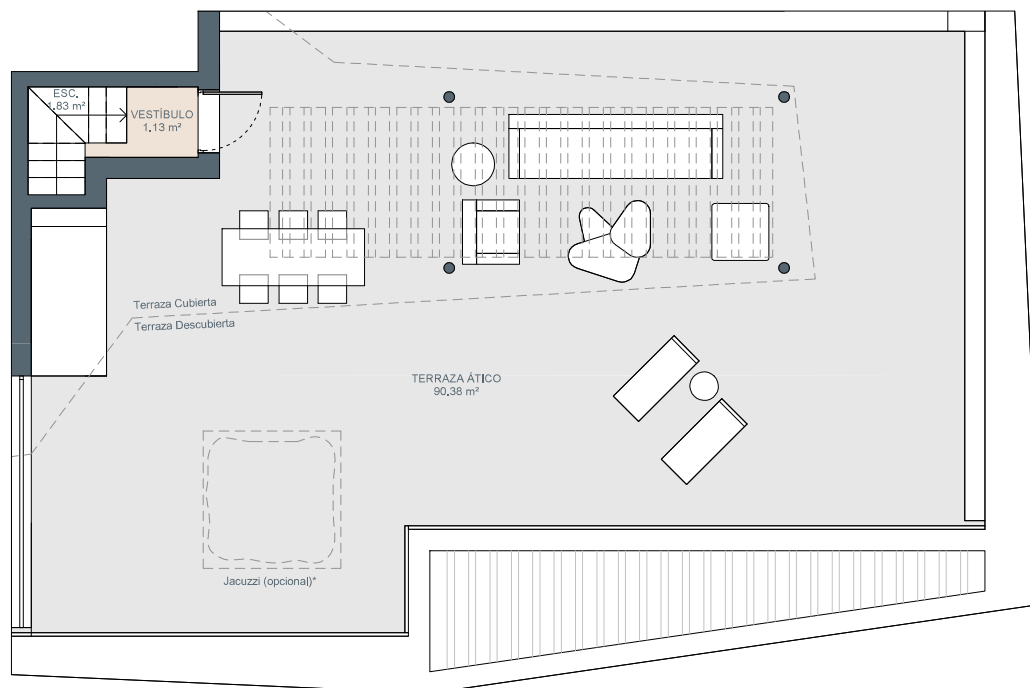 ESC.
1.83 m²
VESTÍBULO
1.13 m²
Terraza Cubierta
Terraza Descubierta
TERRAZA ÁTICO
90.38 m²
Jacuzzi (opcional)*